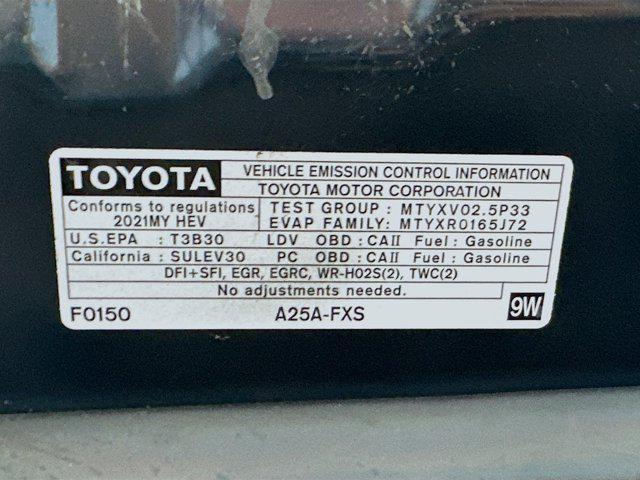 TOYOTA VEHICLE EMISSION CONTROL INFORMATION
TOYOTA MOTOR CORPORATION
Conforms to regulations TEST GROUP : MTYXV02.5P33
2021MY HEV EVAP FAMILY: MTYXR0165J72
U.S.EPA : T3B30 LDV OBD : CAII Fuel : Gasoline
California : SULEV30 PC OBD : CAII Fuel : Gasoline
DFI+SFI, EGR, EGRC, WR-HO2S(2), TWC(2)
No adjustments needed.
F0150 A25A-FXS 9W